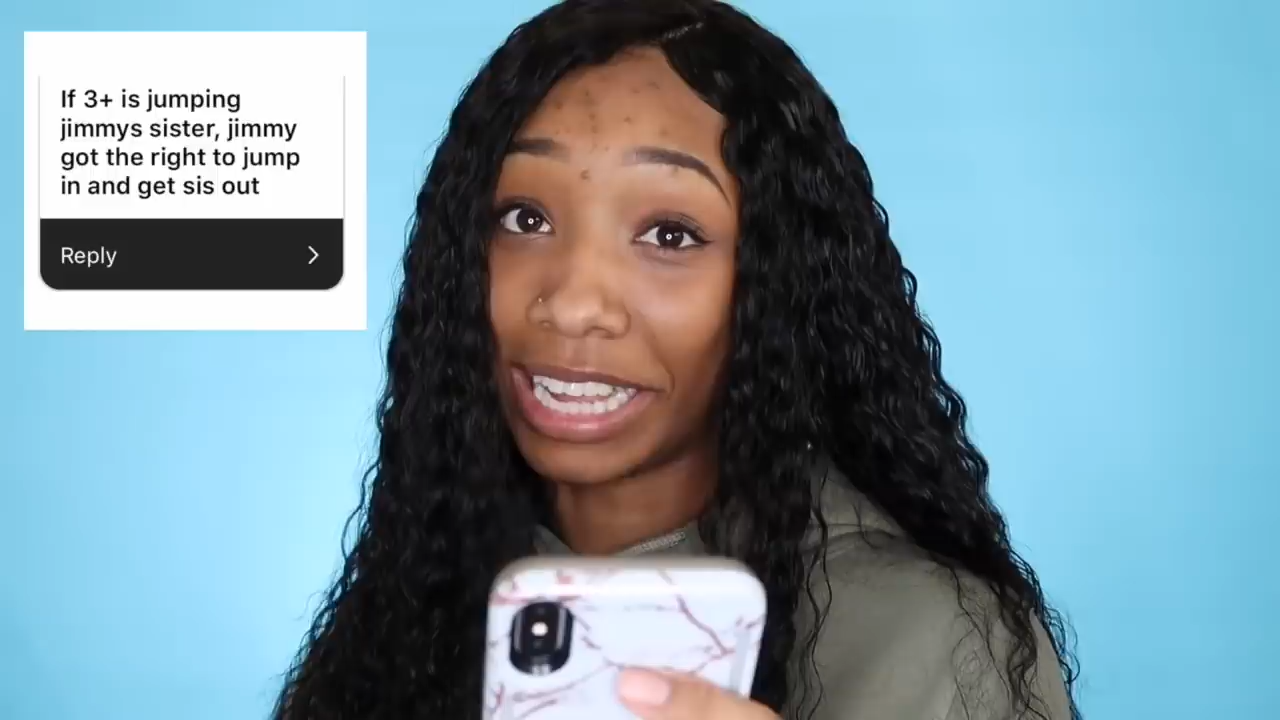 If 3+ is jumping
jimmys sister, jimmy
got the right to jump
in and get sis out
Reply